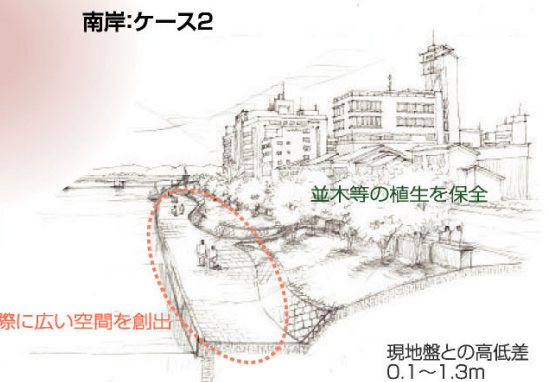 南岸:ケース2
並木等の植生を保全
際に広い空間を創出
現地盤との高低差
0.1～1.3m